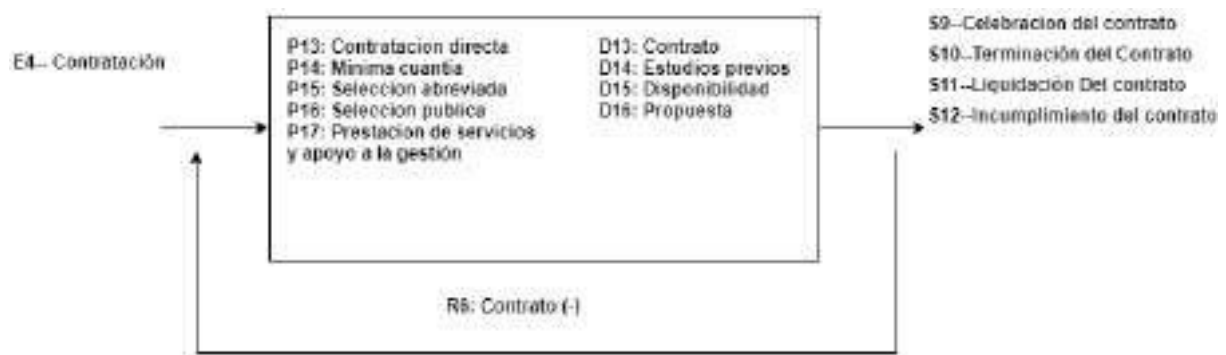 E4-- Contratación
P13: Contratacion directa
P14: Minima cuantia
P15: Seleccion abreviada
P16: Seleccion publica
P17: Prestacion de servicios
y apoyo a la gestión
D13: Contrato
D14: Estudios previos
D15: Disponibilidad
D16: Propuesta
S9--Celebracion del contrato
S10--Terminación del Contrato
S11--Liquidación Del contrato
S12--Incumplimiento del contrato
R6: Contrato (-)